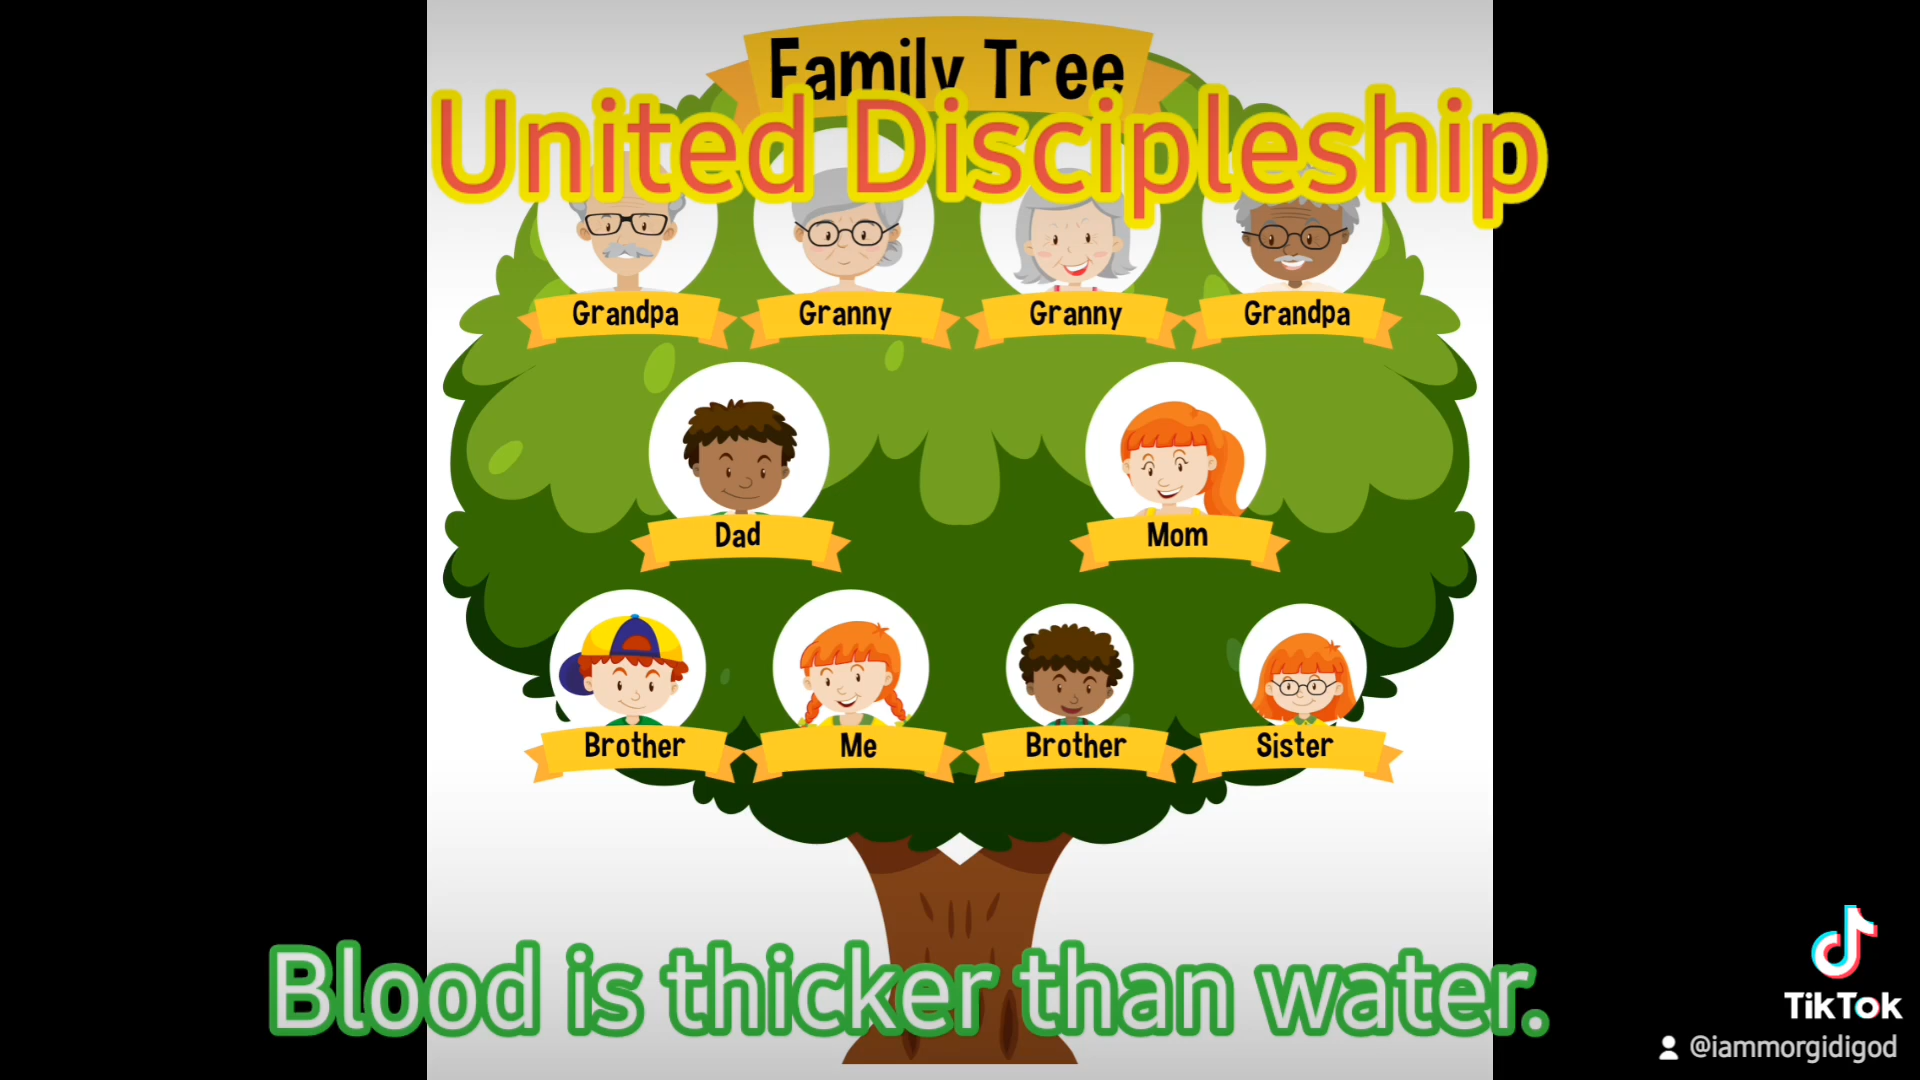 Family Tree
United Discipleship
Grandpa
Granny
Granny
Grandpa
Dad
Mom
Brother
Me
Brother
Sister
Blood is thicker than water.
TikTok
@iammorgidigod